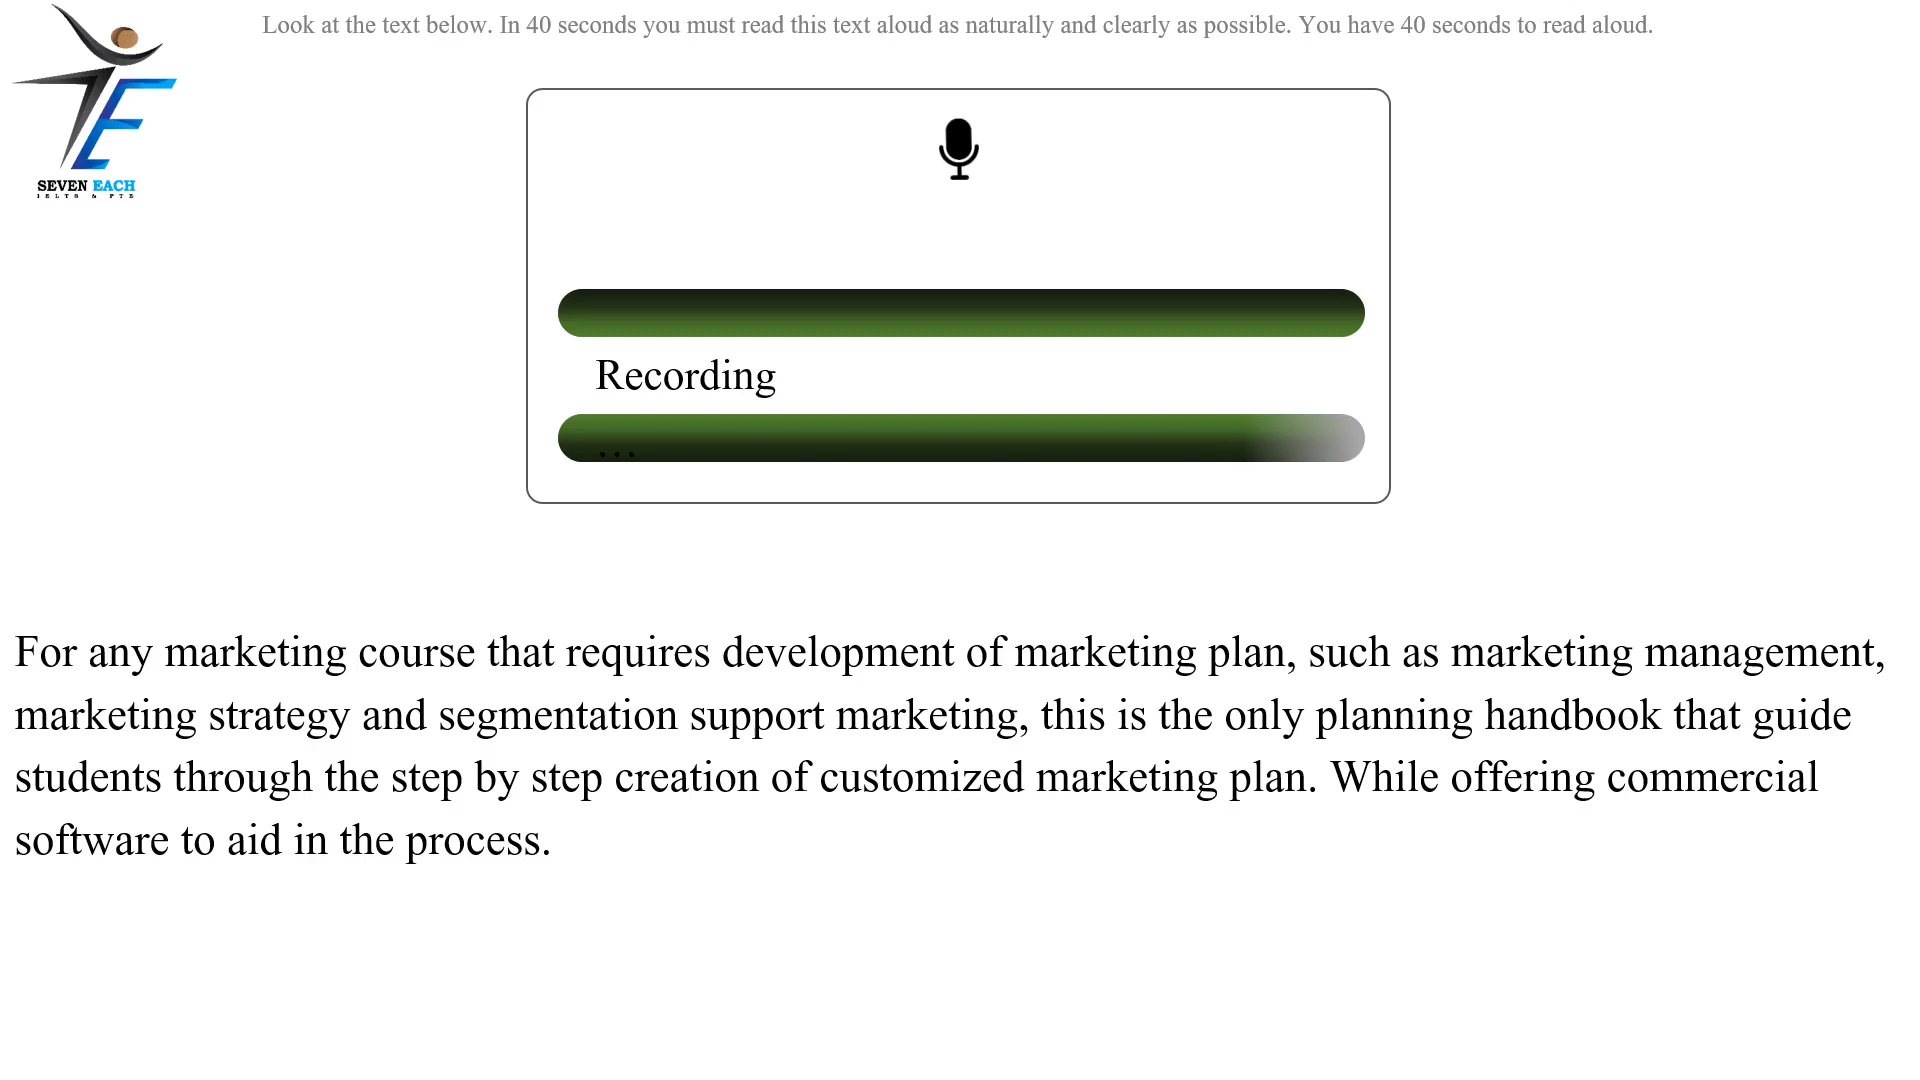 Look at the text below. In 40 seconds you must read this text aloud as naturally and clearly as possible. You have 40 seconds to read aloud.
SEVEN EACH
IELTS & PTE
Recording
...
For any marketing course that requires development of marketing plan, such as marketing management,
marketing strategy and segmentation support marketing, this is the only planning handbook that guide
students through the step by step creation of customized marketing plan. While offering commercial
software to aid in the process.